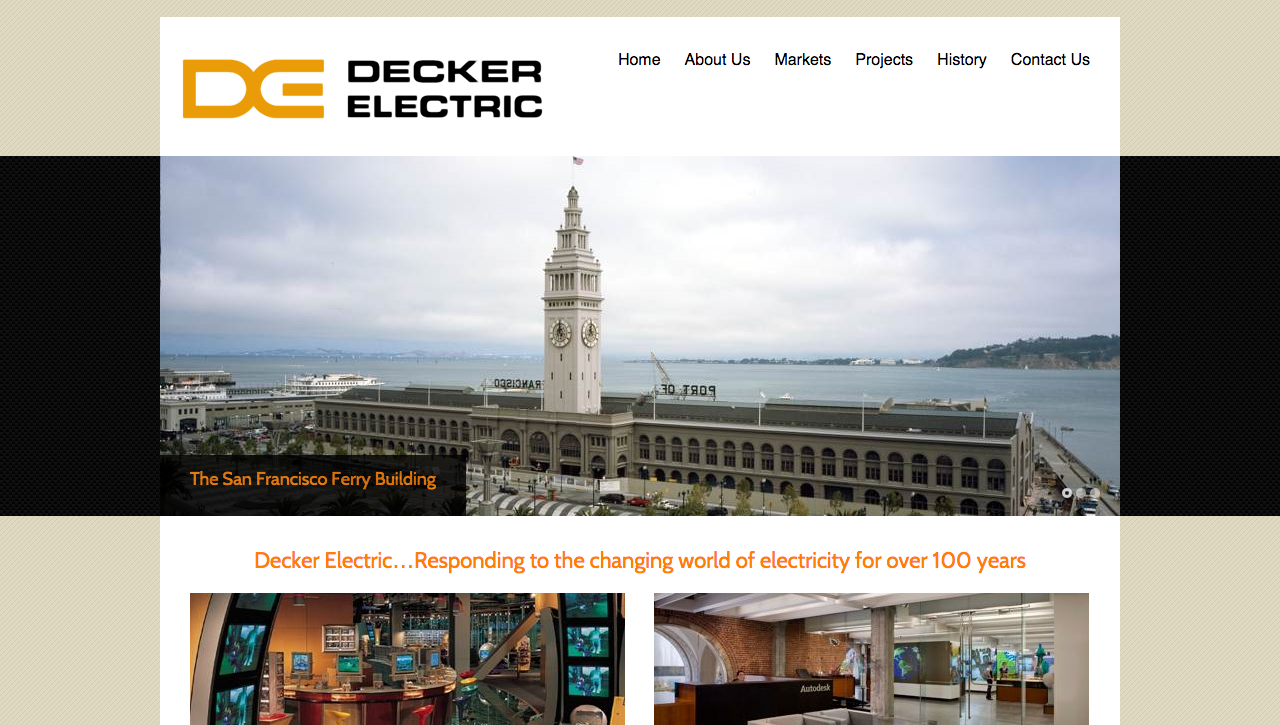 DECKER
ELECTRIC
Home About Us Markets Projects History Contact Us
PORT OF
The San Francisco Ferry Building
Decker Electric…Responding to the changing world of electricity for over 100 years
Autodesk